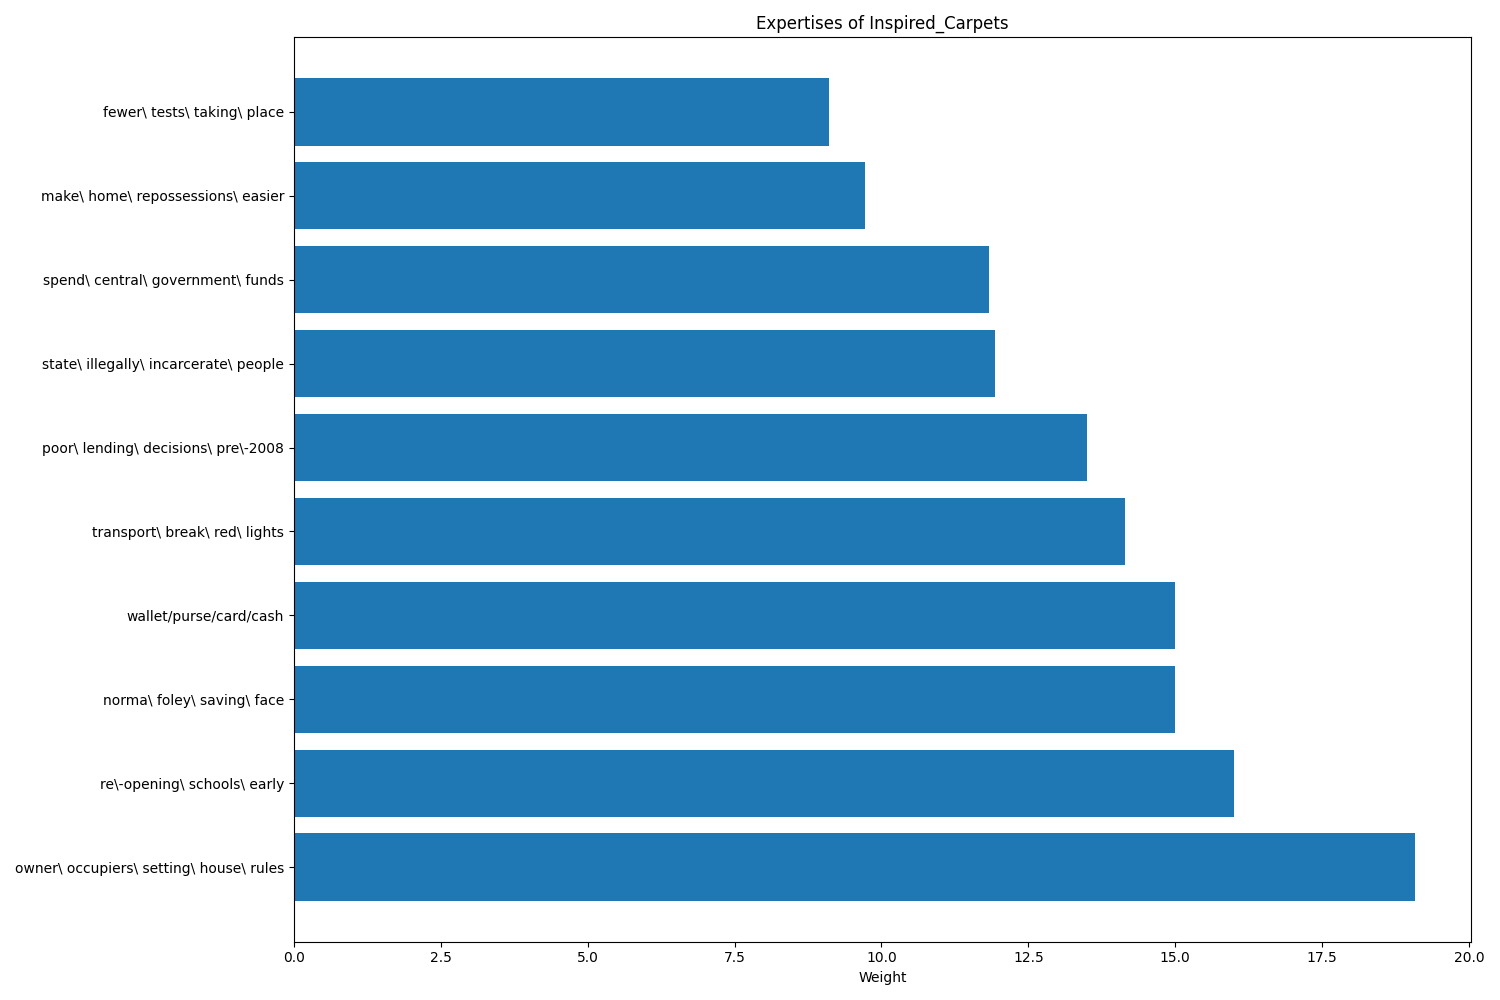 Expertises of Inspired_Carpets
fewer\ tests\ taking\ place
make\ home\ repossessions\ easier
spend\ central\ government\ funds
state\ illegally\ incarcerate\ people
poor\ lending\ decisions\ pre\-2008
transport\ break\ red\ lights
wallet/purse/card/cash
norma\ foley\ saving\ face
re\-opening\ schools\ early
owner\ occupiers\ setting\ house\ rules
0.0 2.5 5.0 7.5 10.0 12.5 15.0 17.5 20.0
Weight